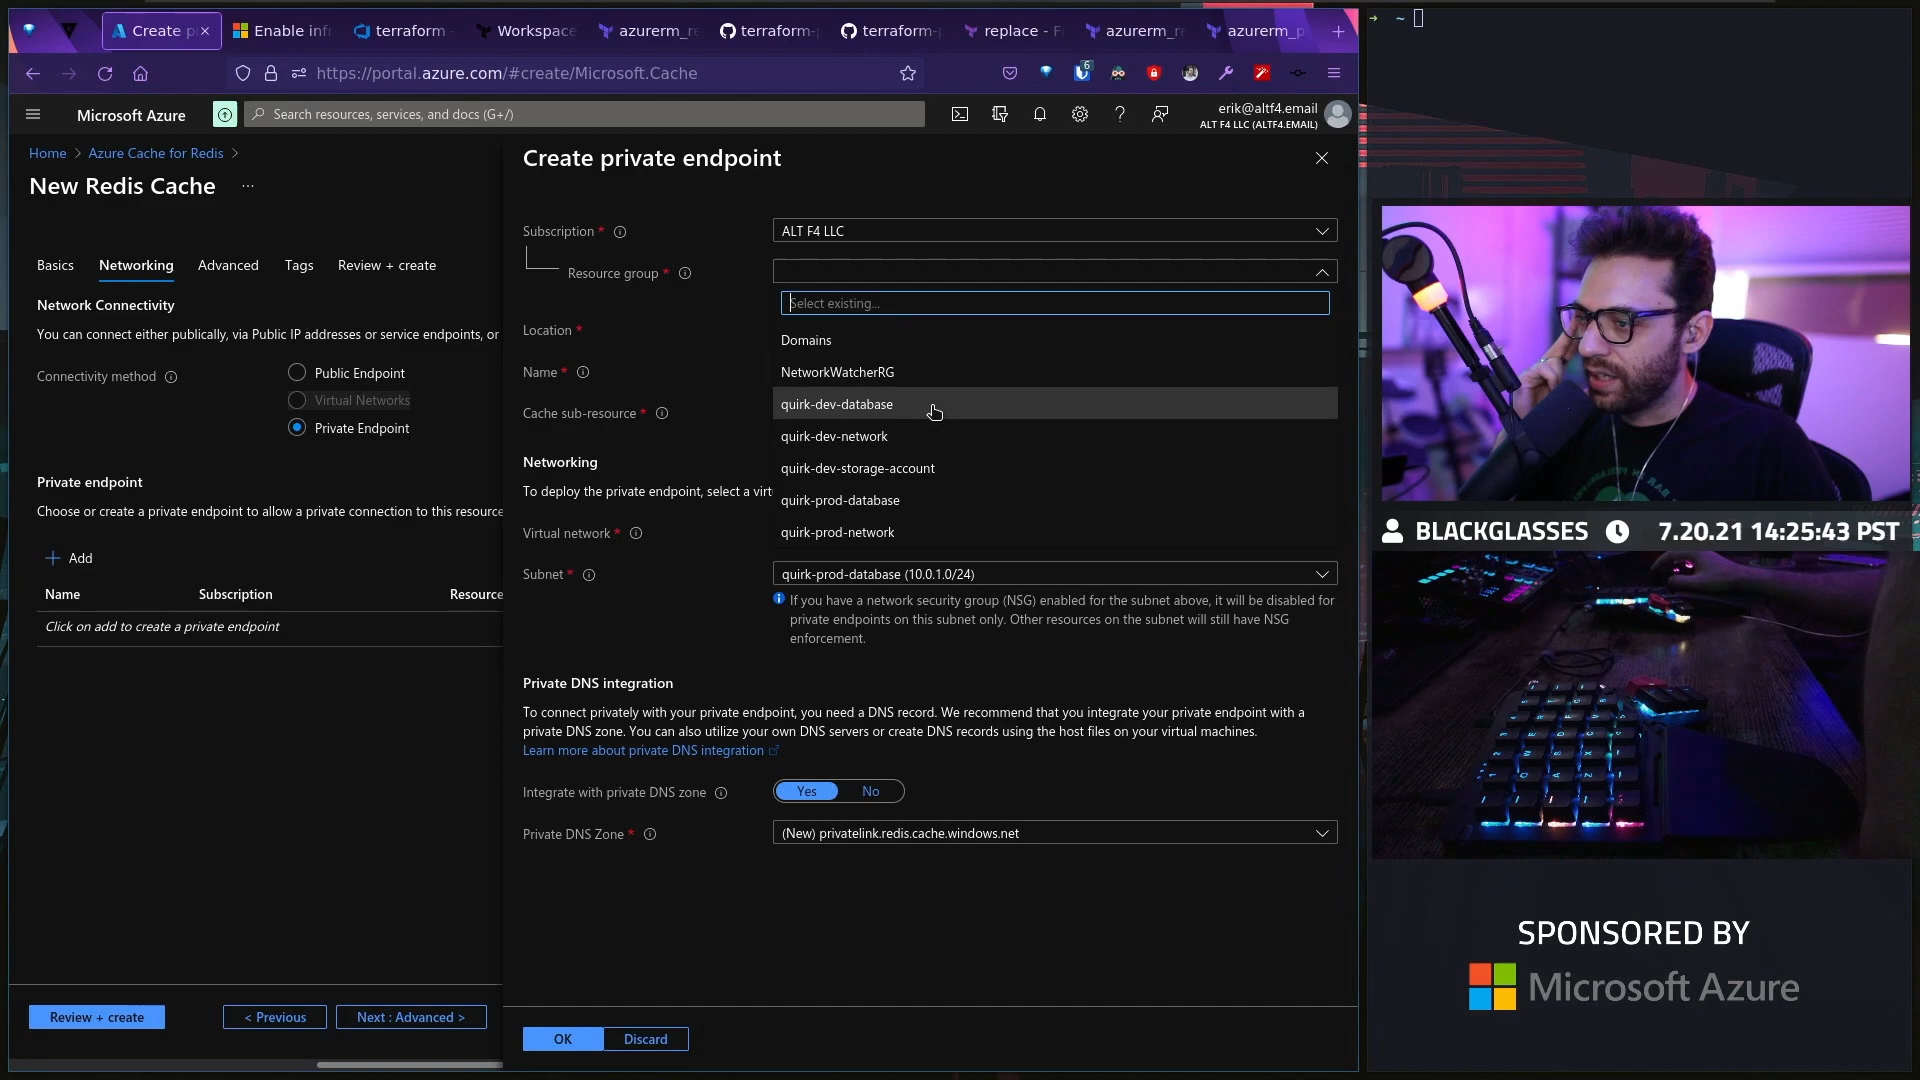 Create p
Enable inf
terraform
Workspace
azurerm_re
terraform-
terraform-p
replace - F
azurerm_re
azurerm_p
https://portal.azure.com/#create/Microsoft.Cache
6
Microsoft Azure
Search resources, services, and docs (G+/)
erik@altf4.email
ALT F4 LLC (ALTF4.EMAIL)
Home > Azure Cache for Redis >
New Redis Cache ...
Basics
Networking
Advanced
Tags
Review + create
Network Connectivity
You can connect either publically, via Public IP addresses or service endpoints, or
Connectivity method
Public Endpoint
Virtual Networks
Private Endpoint
Private endpoint
Choose or create a private endpoint to allow a private connection to this resource
+ Add
Name
Subscription
Resource
Click on add to create a private endpoint
Review + create
< Previous
Next : Advanced >
Create private endpoint
Subscription *
ALT F4 LLC
Resource group *
Select existing...
Domains
NetworkWatcherRG
quirk-dev-database
quirk-dev-network
quirk-dev-storage-account
quirk-prod-database
quirk-prod-network
Location *
Name *
Cache sub-resource *
Networking
To deploy the private endpoint, select a virt
Virtual network *
Subnet *
quirk-prod-database (10.0.1.0/24)
If you have a network security group (NSG) enabled for the subnet above, it will be disabled for
private endpoints on this subnet only. Other resources on the subnet will still have NSG
enforcement.
Private DNS integration
To connect privately with your private endpoint, you need a DNS record. We recommend that you integrate your private endpoint with a
private DNS zone. You can also utilize your own DNS servers or create DNS records using the host files on your virtual machines.
Learn more about private DNS integration
Integrate with private DNS zone
Yes
No
Private DNS Zone *
(New) privatelink.redis.cache.windows.net
OK
Discard
→ ~
BLACKGLASSES
7.20.21 14:25:43 PST
SPONSORED BY
Microsoft Azure